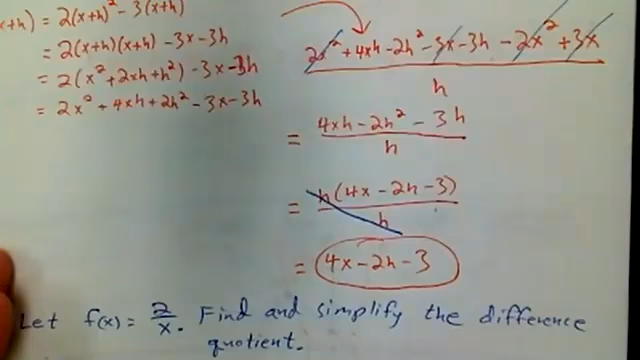 x+h) = 2(x+h)² - 3(x+h)
= 2(x+h)(x+h) - 3x - 3h
= 2(x² + 2xh + h²) - 3x - 3h
= 2x² + 4xh + 2h² - 3x - 3h
2x² + 4xh - 2h² - 3x - 3h - 2x² + 3x
h
= 4xh - 2h² - 3h
h
= h(4x - 2h - 3)
h
= 4x - 2h - 3
Let f(x) = 2/x. Find and simplify the difference
quotient.